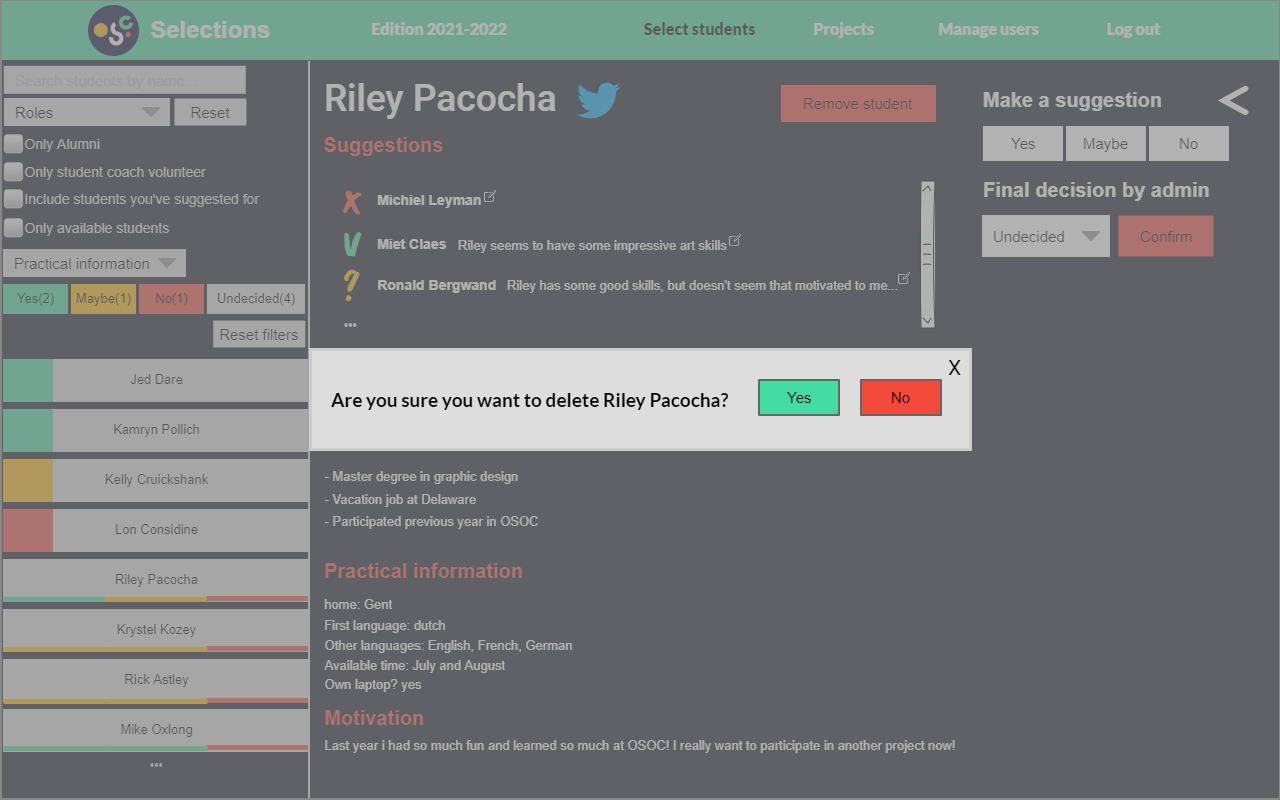 OSC Selections Edition 2021-2022 Select students Projects Manage users Log out
Search students by name...
Roles Reset
Only Alumni
Only student coach volunteer
Include students you've suggested for
Only available students
Practical information
Yes(2) Maybe(1) No(1) Undecided(4)
Reset filters
Jed Dare
Kamryn Pollich
Kelly Cruickshank
Lon Considine
Riley Pacocha
Krystel Kozey
Rick Astley
Mike Oxlong
...
Riley Pacocha Remove student
Suggestions
Michiel Leyman
Miet Claes Riley seems to have some impressive art skills
? Ronald Bergwand Riley has some good skills, but doesn't seem that motivated to me...
...
X
Are you sure you want to delete Riley Pacocha? Yes No
- Master degree in graphic design
- Vacation job at Delaware
- Participated previous year in OSOC
Practical information
home: Gent
First language: dutch
Other languages: English, French, German
Available time: July and August
Own laptop? yes
Motivation
Last year i had so much fun and learned so much at OSOC! I really want to participate in another project now!
Make a suggestion <
Yes Maybe No
Final decision by admin
Undecided Confirm